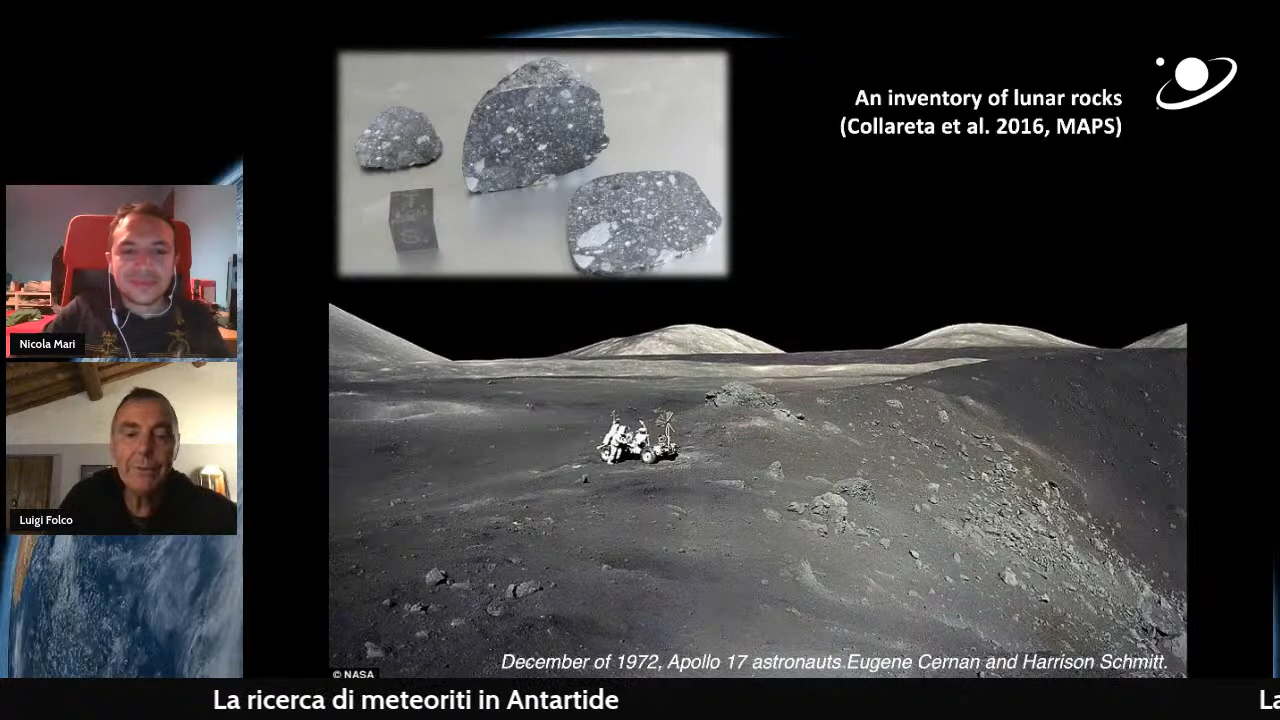 An inventory of lunar rocks
(Collareta et al. 2016, MAPS)
Nicola Mari
Luigi Folco
December of 1972, Apollo 17 astronauts Eugene Cernan and Harrison Schmitt.
© NASA
La ricerca di meteoriti in Antartide
La